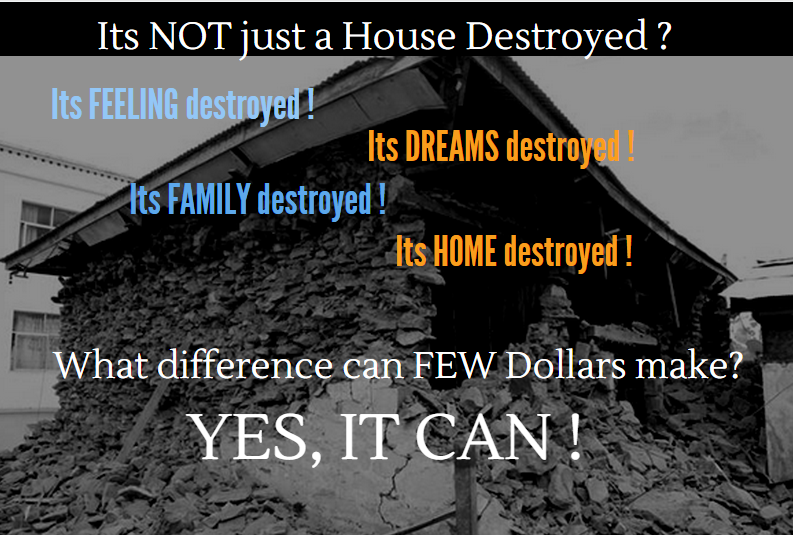 Its NOT just a House Destroyed ?
Its FEELING destroyed !
Its DREAMS destroyed !
Its FAMILY destroyed !
Its HOME destroyed !
What difference can FEW Dollars make?
YES, IT CAN !